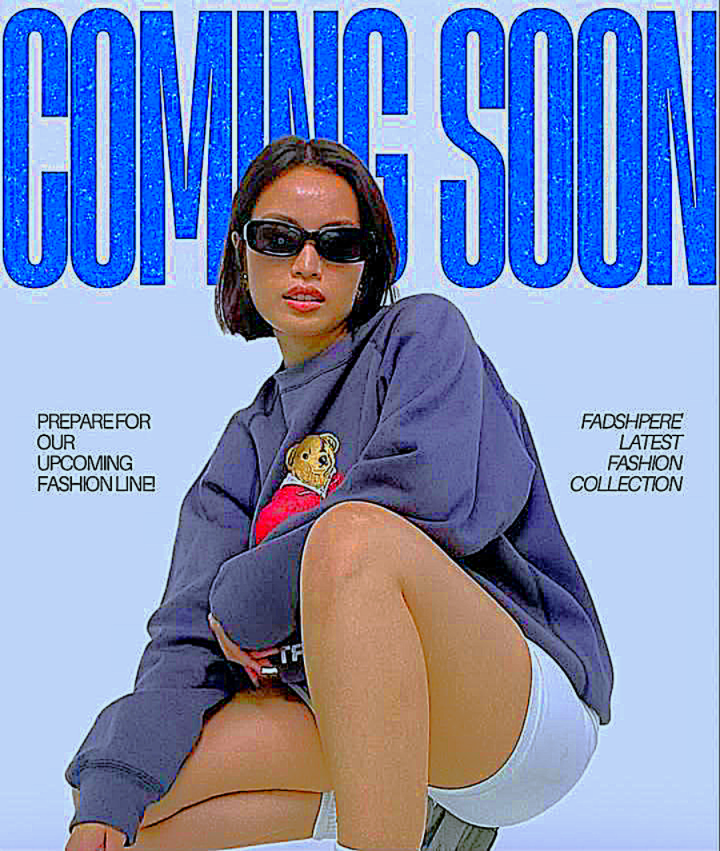 COMING SOON
PREPARE FOR
OUR
UPCOMING
FASHION LINE!
FADSHPERE'
LATEST
FASHION
COLLECTION